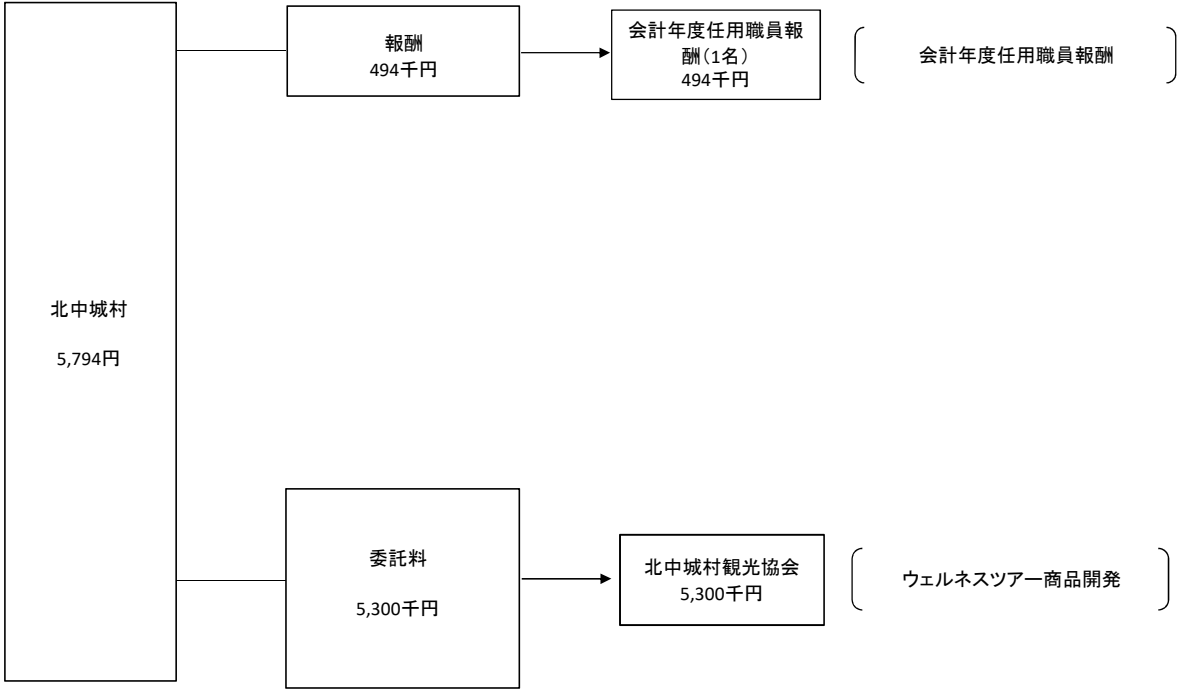 報酬
494千円
会計年度任用職員報
酬（1名）
494千円
会計年度任用職員報酬
北中城村
5,794円
委託料
5,300千円
北中城村観光協会
5,300千円
ウェルネスツアー商品開発